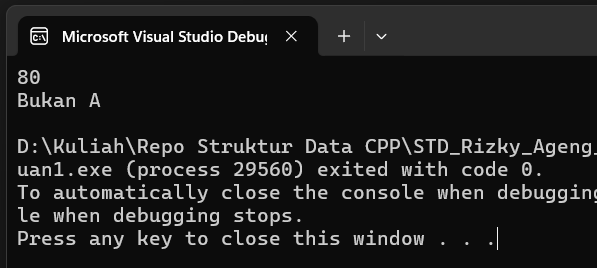 Microsoft Visual Studio Debug
80
Bukan A
D:\Kuliah\Repo Struktur Data CPP\STD_Rizky_Ageng_
uan1.exe (process 29560) exited with code 0.
To automatically close the console when debugging
le when debugging stops.
Press any key to close this window . . .